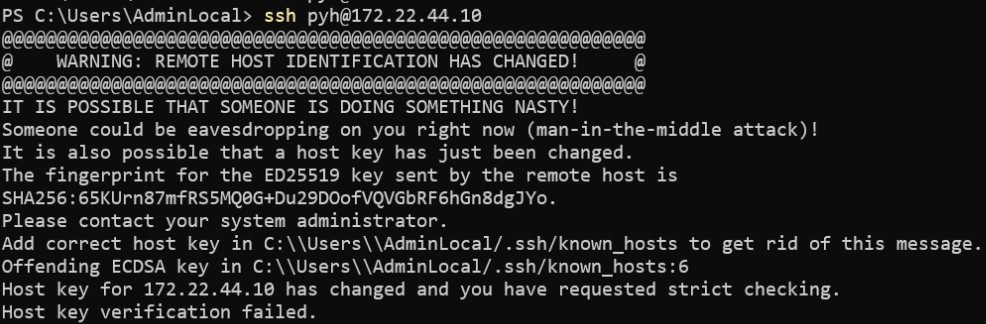 PS C:\Users\AdminLocal> ssh pyh@172.22.44.10
@@@@@@@@@@@@@@@@@@@@@@@@@@@@@@@@@@@@@@@@@@@@@@@@@@@@@@@@@@@
@    WARNING: REMOTE HOST IDENTIFICATION HAS CHANGED!     @
@@@@@@@@@@@@@@@@@@@@@@@@@@@@@@@@@@@@@@@@@@@@@@@@@@@@@@@@@@@
IT IS POSSIBLE THAT SOMEONE IS DOING SOMETHING NASTY!
Someone could be eavesdropping on you right now (man-in-the-middle attack)!
It is also possible that a host key has just been changed.
The fingerprint for the ED25519 key sent by the remote host is
SHA256:65KUrn87mfRS5MQ0G+Du29DOofVQVGbRF6hGn8dgJYo.
Please contact your system administrator.
Add correct host key in C:\\Users\\AdminLocal/.ssh/known_hosts to get rid of this message.
Offending ECDSA key in C:\\Users\\AdminLocal/.ssh/known_hosts:6
Host key for 172.22.44.10 has changed and you have requested strict checking.
Host key verification failed.